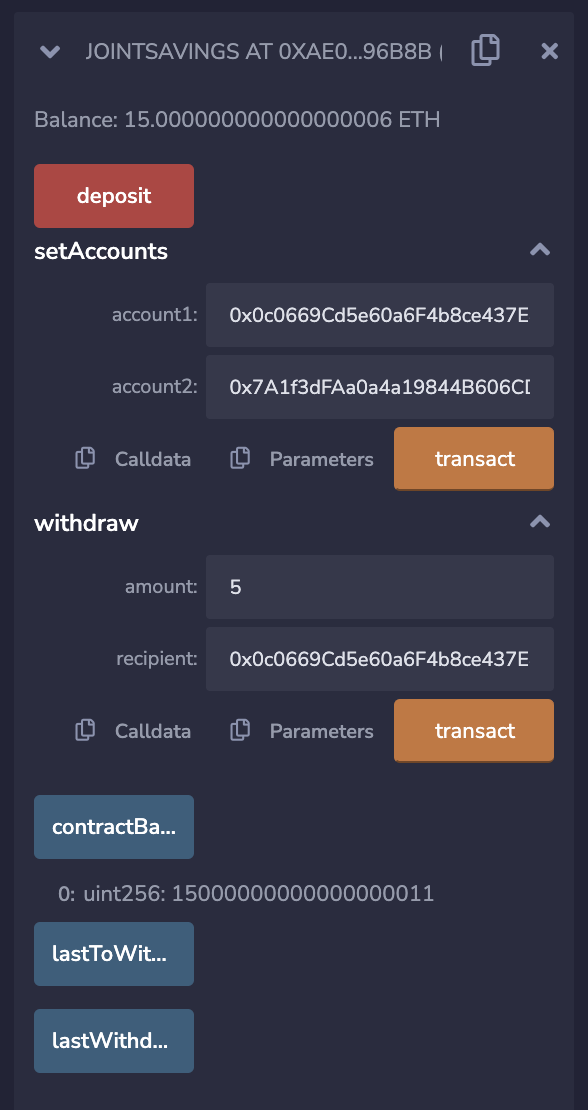 JOINTSAVINGS AT 0XAE0...96B8B (
Balance: 15.000000000000000006 ETH
deposit
setAccounts
account1: 0x0c0669Cd5e60a6F4b8ce437E
account2: 0x7A1f3dFAa0a4a19844B606CD
Calldata Parameters transact
withdraw
amount: 5
recipient: 0x0c0669Cd5e60a6F4b8ce437E
Calldata Parameters transact
contractBa...
0: uint256: 15000000000000000011
lastToWit...
lastWithd...